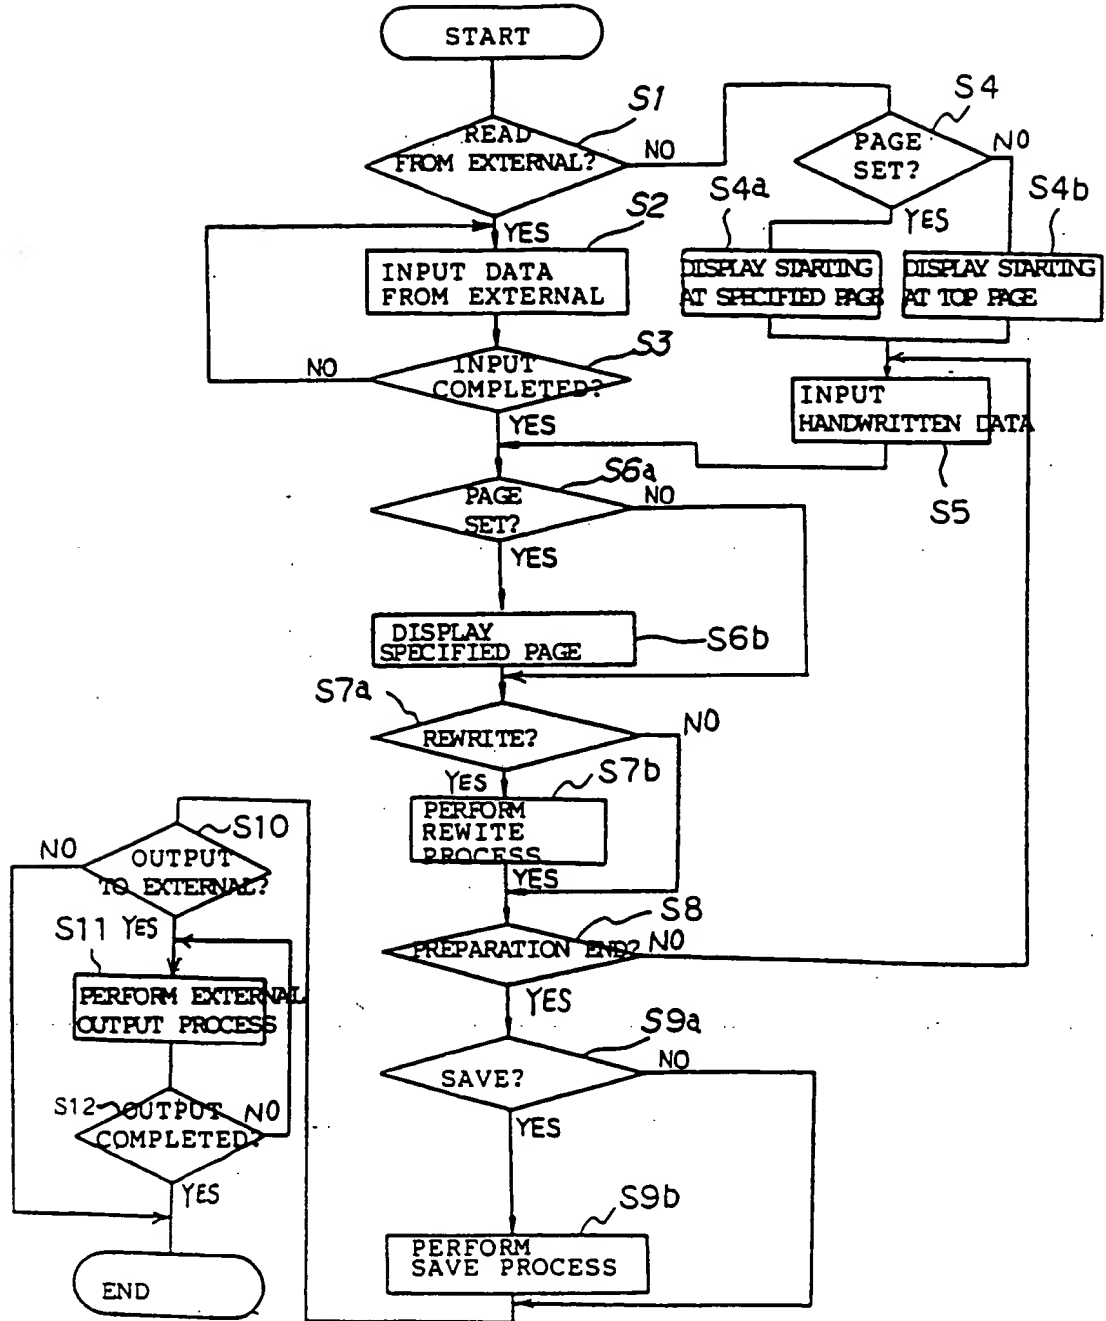 START
S1
READ
FROM EXTERNAL?
NO
S4
PAGE
SET?
NO
YES
S4a
S4b
DISPLAY STARTING
AT SPECIFIED PAGE
DISPLAY STARTING
AT TOP PAGE
YES
S2
INPUT DATA
FROM EXTERNAL
S3
INPUT
COMPLETED?
NO
YES
INPUT
HANDWRITTEN DATA
S5
S6a
PAGE
SET?
NO
YES
DISPLAY
SPECIFIED PAGE
S6b
S7a
REWRITE?
NO
YES
S7b
PERFORM
REWITE
PROCESS
YES
S8
PREPARATION END?
NO
YES
S9a
SAVE?
NO
YES
S9b
PERFORM
SAVE PROCESS
S10
OUTPUT
TO EXTERNAL?
NO
YES
S11
PERFORM EXTERNAL
OUTPUT PROCESS
S12
OUTPUT
COMPLETED?
NO
YES
END